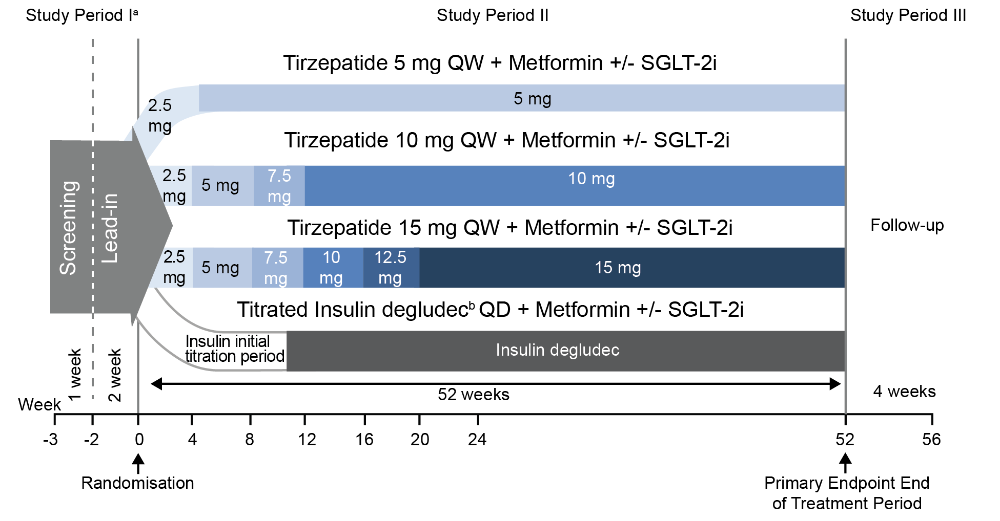 Study Period Iᵃ
Study Period II
Study Period III
Tirzepatide 5 mg QW + Metformin +/- SGLT-2i
2.5
mg
5 mg
Tirzepatide 10 mg QW + Metformin +/- SGLT-2i
2.5
mg
5 mg
7.5
mg
10 mg
Screening
Lead-in
Tirzepatide 15 mg QW + Metformin +/- SGLT-2i
Follow-up
2.5
mg
5 mg
7.5
mg
10
mg
12.5
mg
15 mg
Titrated Insulin degludecᵇ QD + Metformin +/- SGLT-2i
Insulin initial
titration period
Insulin degludec
1 week
2 week
52 weeks
4 weeks
Week
-3 -2 0 4 8 12 16 20 24 52 56
Randomisation
Primary Endpoint End
of Treatment Period